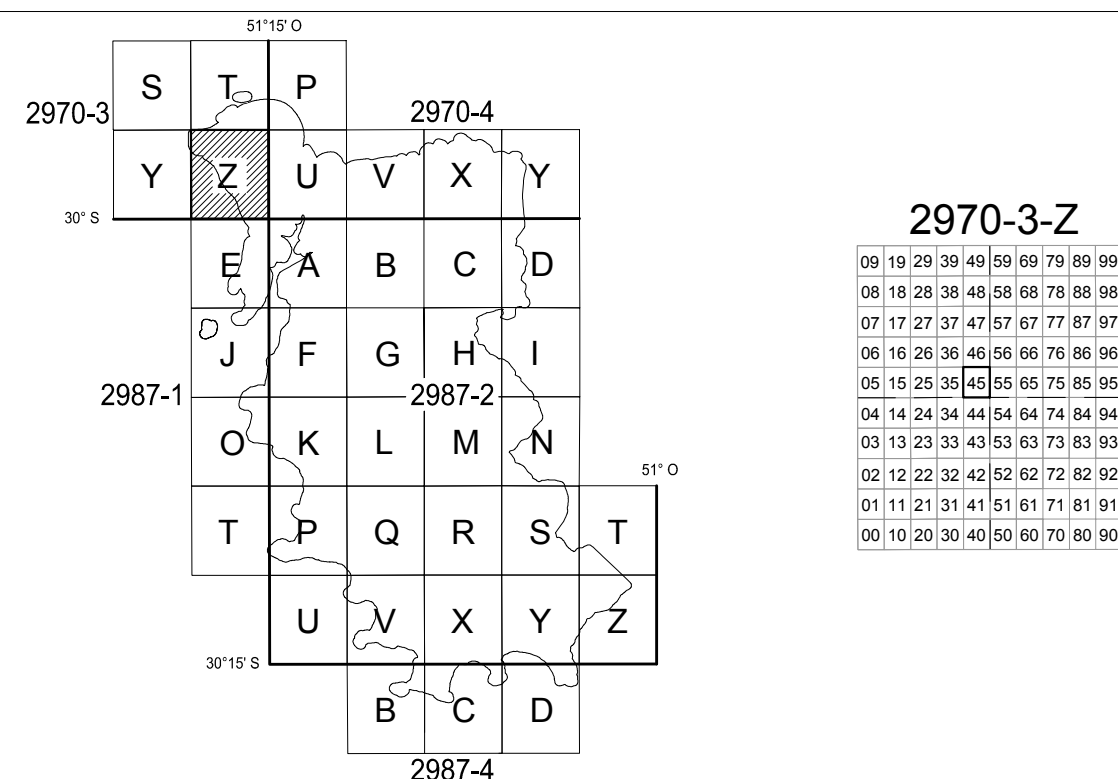 51°15' O
S T P
2970-3 2970-4
Y Z U V X Y
30° S
E A B C D
J F G H I
2987-1 2987-2
O K L M N
51° O
T P Q R S T
U V X Y Z
30°15' S
B C D
2987-4
2970-3-Z
09 19 29 39 49 59 69 79 89 99
08 18 28 38 48 58 68 78 88 98
07 17 27 37 47 57 67 77 87 97
06 16 26 36 46 56 66 76 86 96
05 15 25 35 45 55 65 75 85 95
04 14 24 34 44 54 64 74 84 94
03 13 23 33 43 53 63 73 83 93
02 12 22 32 42 52 62 72 82 92
01 11 21 31 41 51 61 71 81 91
00 10 20 30 40 50 60 70 80 90